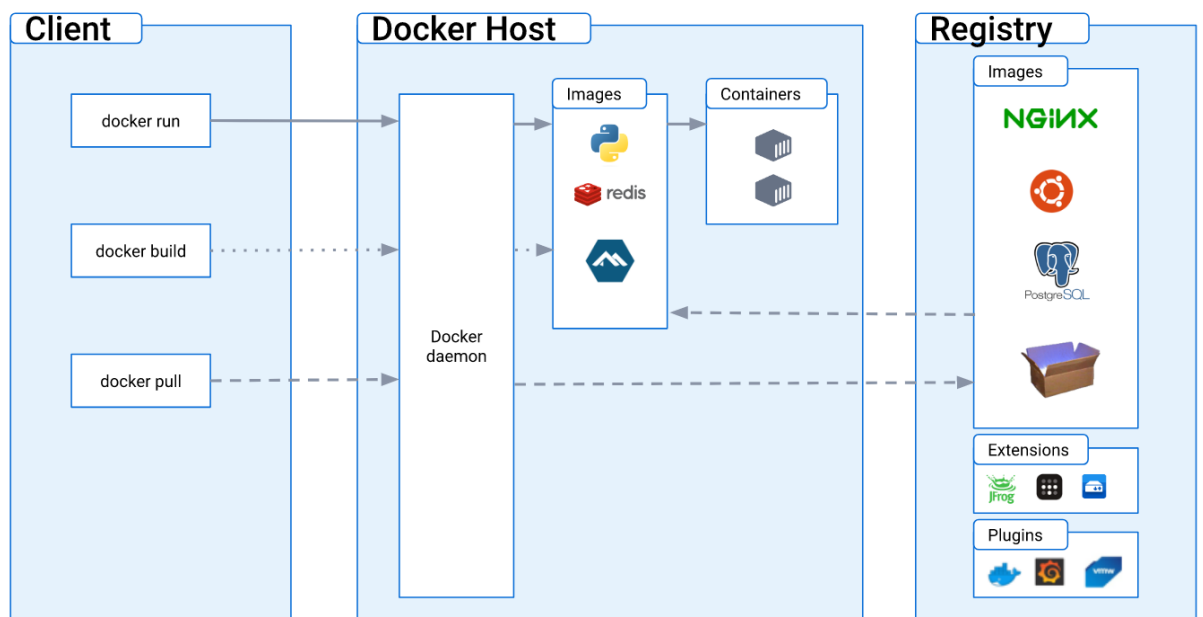 Client
docker run
docker build
docker pull
Docker Host
Docker
daemon
Images
redis
Containers
Registry
Images
NGINX
PostgreSQL
Extensions
JFrog
Plugins
vmw